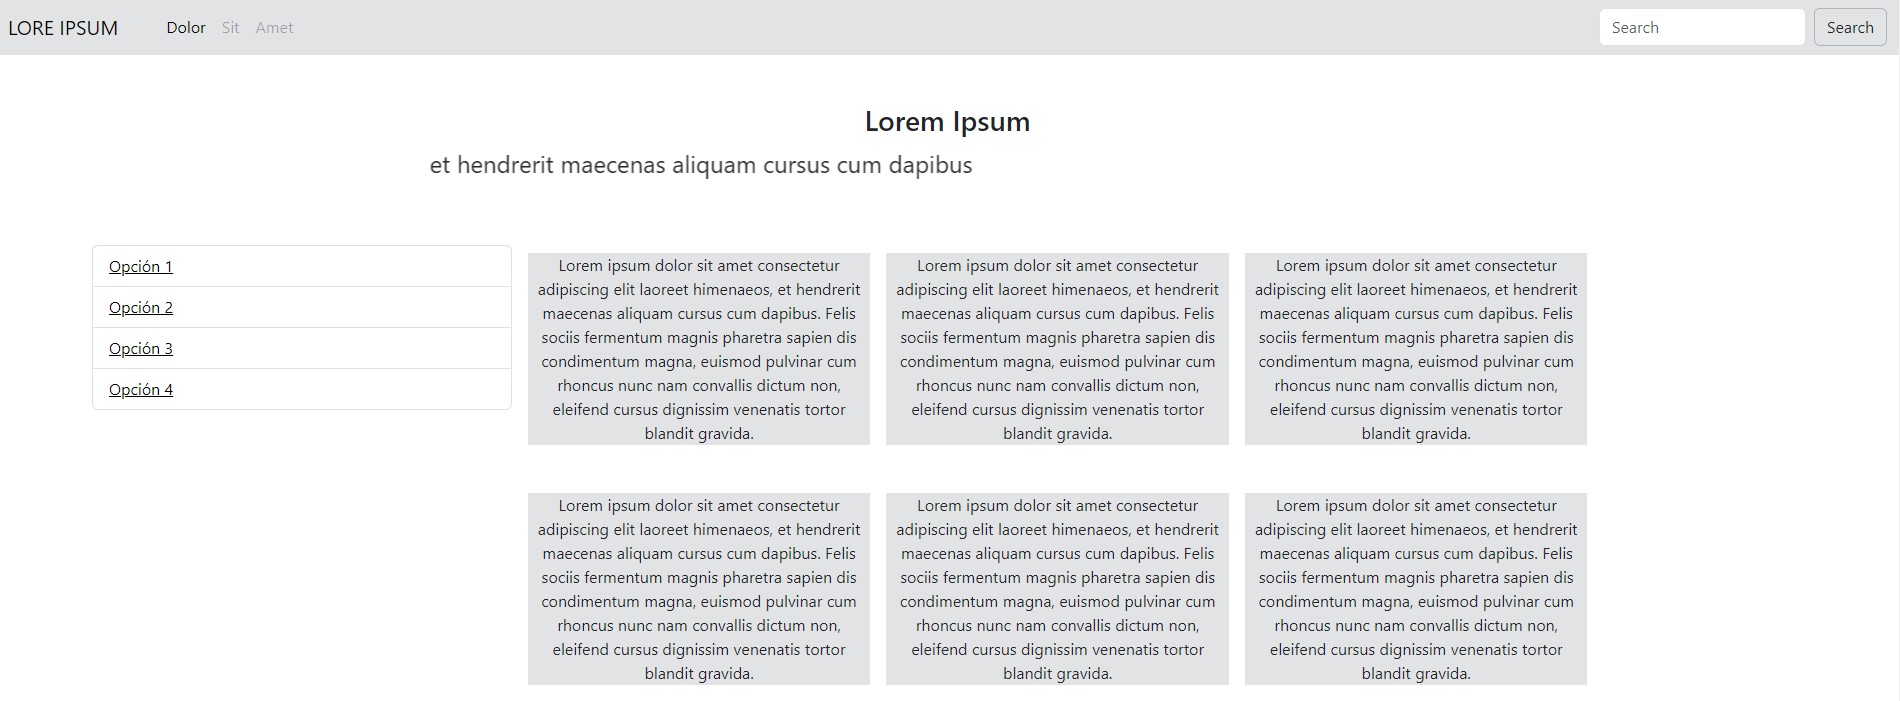 LORE IPSUM Dolor Sit Amet Search Search
Lorem Ipsum
et hendrerit maecenas aliquam cursus cum dapibus
Opción 1
Opción 2
Opción 3
Opción 4
Lorem ipsum dolor sit amet consectetur
adipiscing elit laoreet himenaeos, et hendrerit
maecenas aliquam cursus cum dapibus. Felis
sociis fermentum magnis pharetra sapien dis
condimentum magna, euismod pulvinar cum
rhoncus nunc nam convallis dictum non,
eleifend cursus dignissim venenatis tortor
blandit gravida.
Lorem ipsum dolor sit amet consectetur
adipiscing elit laoreet himenaeos, et hendrerit
maecenas aliquam cursus cum dapibus. Felis
sociis fermentum magnis pharetra sapien dis
condimentum magna, euismod pulvinar cum
rhoncus nunc nam convallis dictum non,
eleifend cursus dignissim venenatis tortor
blandit gravida.
Lorem ipsum dolor sit amet consectetur
adipiscing elit laoreet himenaeos, et hendrerit
maecenas aliquam cursus cum dapibus. Felis
sociis fermentum magnis pharetra sapien dis
condimentum magna, euismod pulvinar cum
rhoncus nunc nam convallis dictum non,
eleifend cursus dignissim venenatis tortor
blandit gravida.
Lorem ipsum dolor sit amet consectetur
adipiscing elit laoreet himenaeos, et hendrerit
maecenas aliquam cursus cum dapibus. Felis
sociis fermentum magnis pharetra sapien dis
condimentum magna, euismod pulvinar cum
rhoncus nunc nam convallis dictum non,
eleifend cursus dignissim venenatis tortor
blandit gravida.
Lorem ipsum dolor sit amet consectetur
adipiscing elit laoreet himenaeos, et hendrerit
maecenas aliquam cursus cum dapibus. Felis
sociis fermentum magnis pharetra sapien dis
condimentum magna, euismod pulvinar cum
rhoncus nunc nam convallis dictum non,
eleifend cursus dignissim venenatis tortor
blandit gravida.
Lorem ipsum dolor sit amet consectetur
adipiscing elit laoreet himenaeos, et hendrerit
maecenas aliquam cursus cum dapibus. Felis
sociis fermentum magnis pharetra sapien dis
condimentum magna, euismod pulvinar cum
rhoncus nunc nam convallis dictum non,
eleifend cursus dignissim venenatis tortor
blandit gravida.